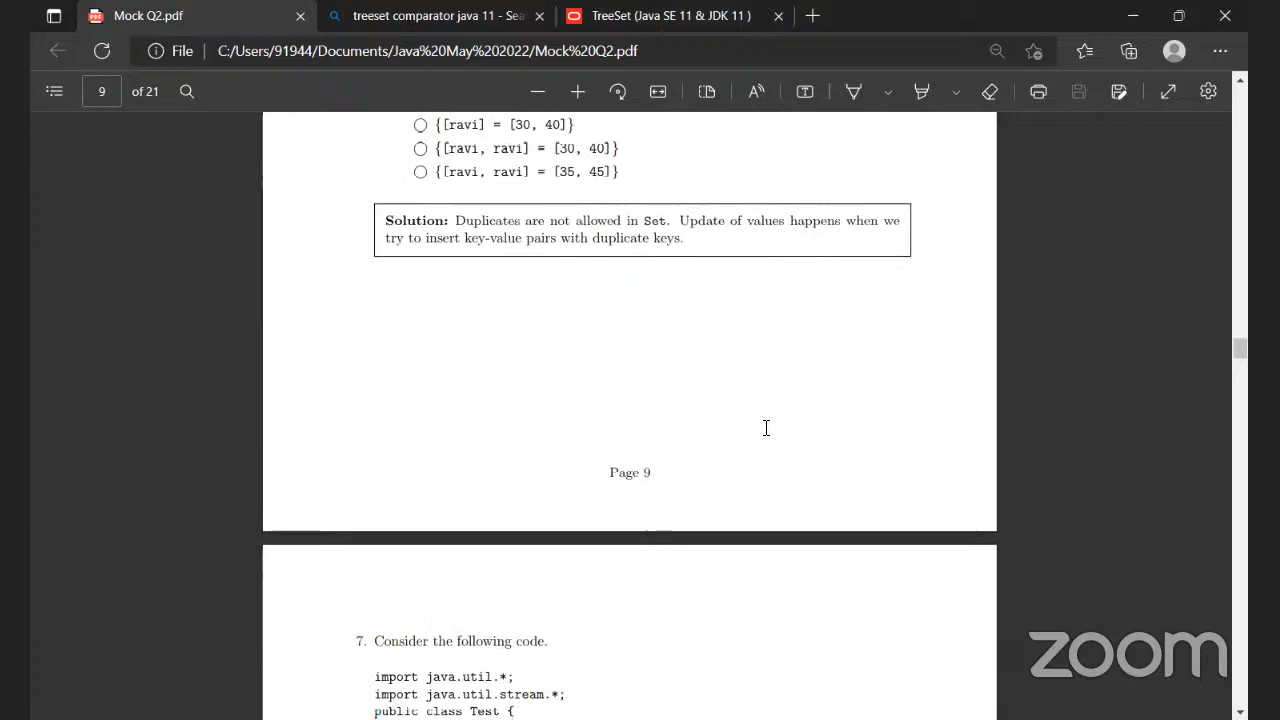 Mock Q2.pdf
treeset comparator java 11 - Sea
TreeSet (Java SE 11 & JDK 11 )
File
C:/Users/91944/Documents/Java%20May%202022/Mock%20Q2.pdf
9 of 21
{[ravi] = [30, 40]}
{[ravi, ravi] = [30, 40]}
{[ravi, ravi] = [35, 45]}
Solution: Duplicates are not allowed in Set. Update of values happens when we
try to insert key-value pairs with duplicate keys.
Page 9
7. Consider the following code.
import java.util.*;
import java.util.stream.*;
public class Test {
zoom